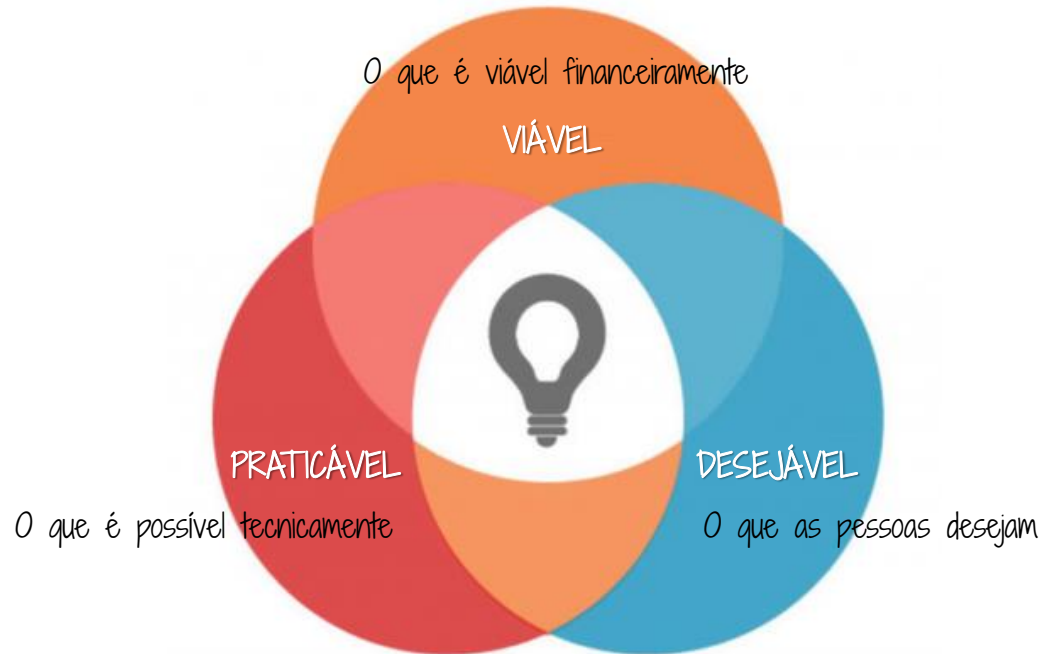 O que é viável financeiramente
VIÁVEL
PRATICÁVEL
O que é possível tecnicamente
DESEJÁVEL
O que as pessoas desejam